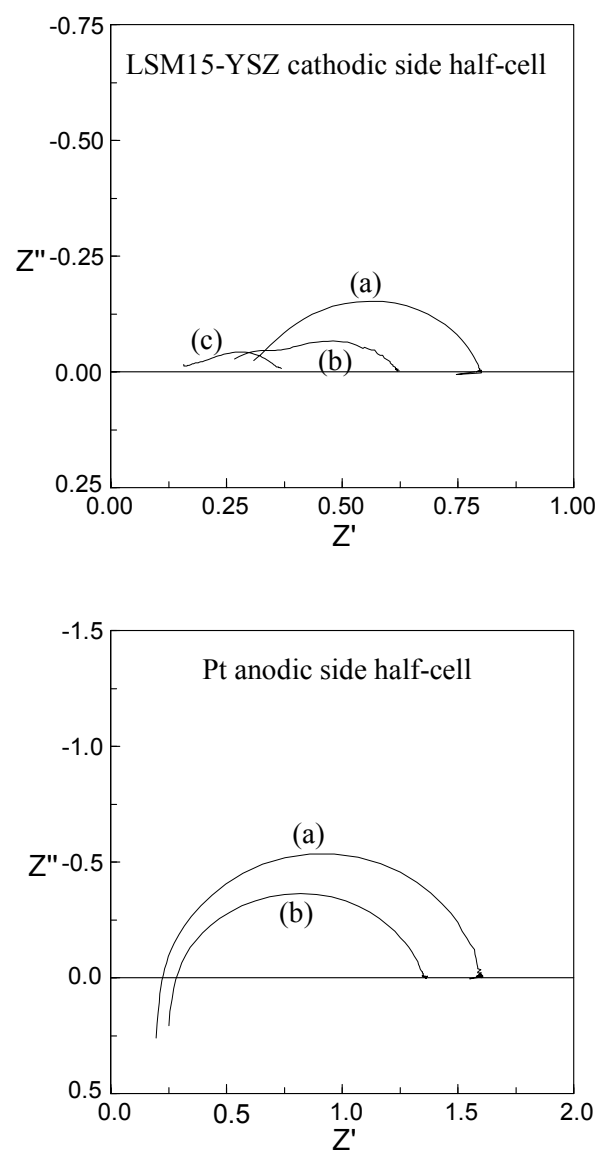 -0.75
LSM15-YSZ cathodic side half-cell
-0.50
-0.25
Z''
(a)
(c)
(b)
0.00
0.25
0.00 0.25 0.50 0.75 1.00
Z'
-1.5
Pt anodic side half-cell
-1.0
(a)
Z'' -0.5
(b)
0.0
0.5
0.0 0.5 1.0 1.5 2.0
Z'